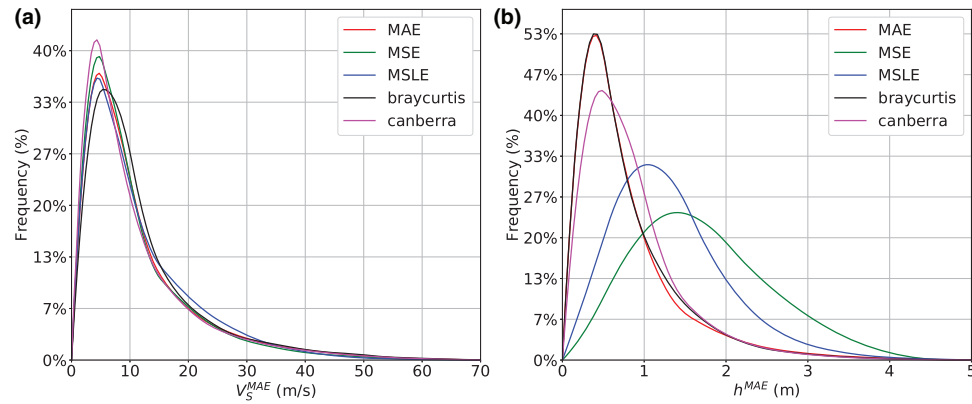 (a)
Frequency (%)
40%
33%
27%
20%
13%
7%
0%
MAE
MSE
MSLE
braycurtis
canberra
0 10 20 30 40 50 60 70
V_S^{MAE} (m/s)
(b)
Frequency (%)
53%
47%
40%
33%
27%
20%
13%
7%
0%
MAE
MSE
MSLE
braycurtis
canberra
0 1 2 3 4 5
h^{MAE} (m)